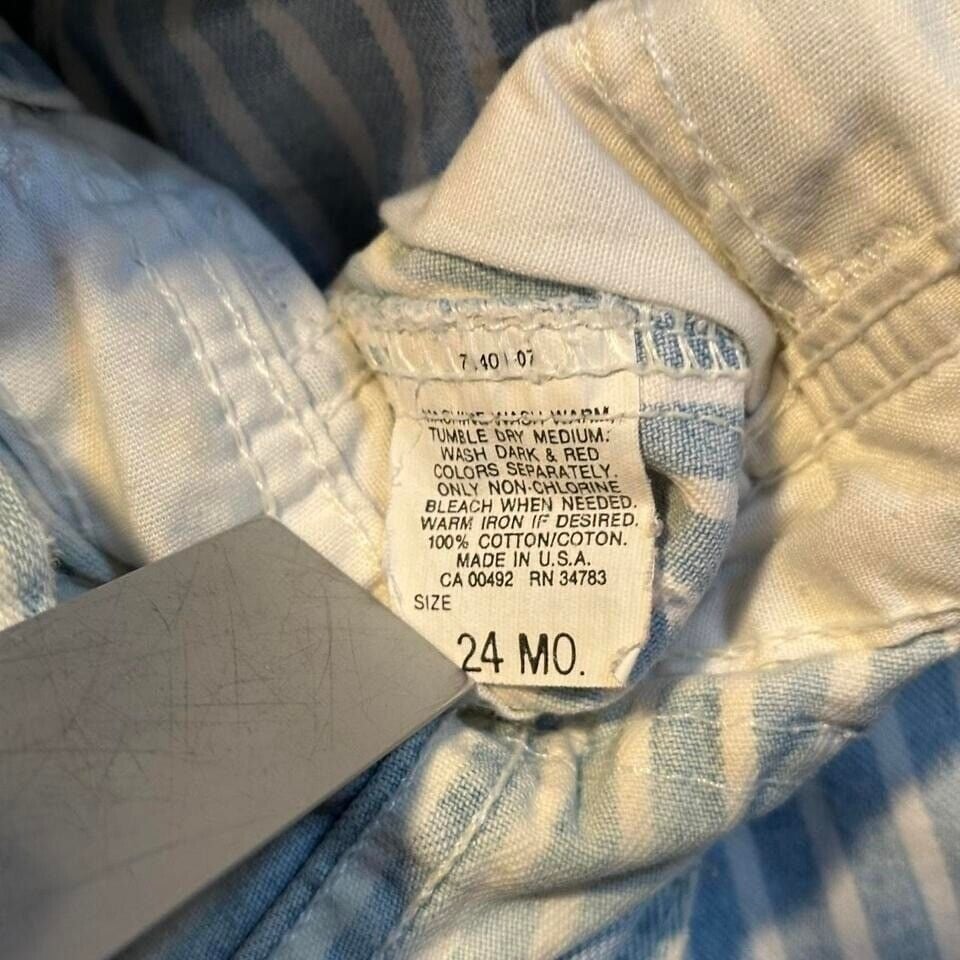 7.401-07
MACHINE WASH WARM,
TUMBLE DRY MEDIUM.
WASH DARK & RED
COLORS SEPARATELY.
ONLY NON-CHLORINE
BLEACH WHEN NEEDED.
WARM IRON IF DESIRED.
100% COTTON/COTON.
MADE IN U.S.A.
CA 00492 RN 34783
SIZE
24 MO.